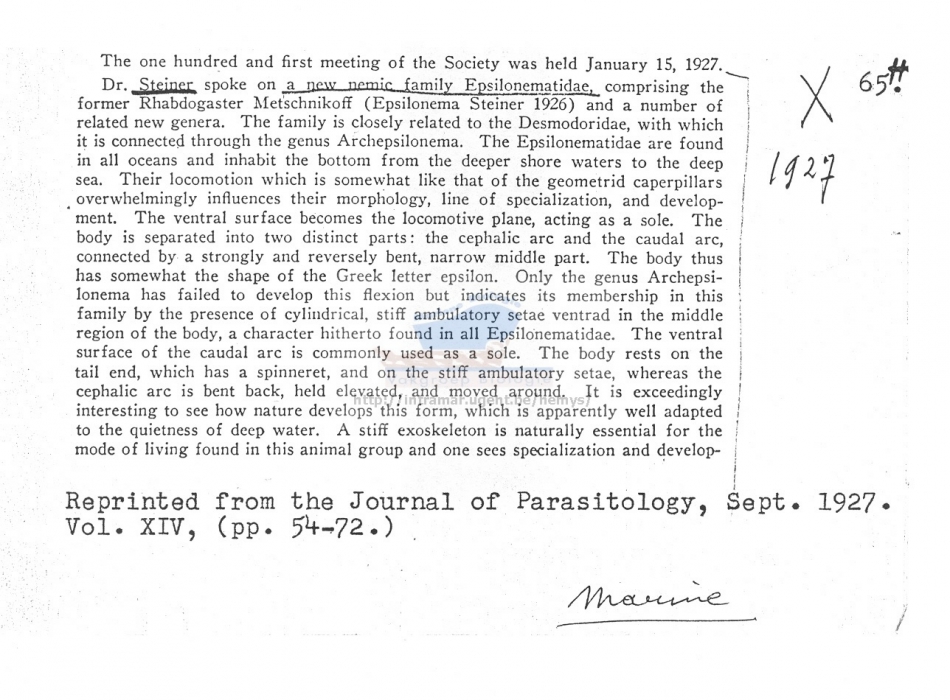 The one hundred and first meeting of the Society was held January 15, 1927.
Dr. Steiner spoke on a new nemic family Epsilonematidae, comprising the
former Rhabdogaster Metschnikoff (Epsilonema Steiner 1926) and a number of
related new genera. The family is closely related to the Desmodoridae, with which
it is connected through the genus Archepsilonema. The Epsilonematidae are found
in all oceans and inhabit the bottom from the deeper shore waters to the deep
sea. Their locomotion which is somewhat like that of the geometrid caperpillars
overwhelmingly influences their morphology, line of specialization, and develop-
ment. The ventral surface becomes the locomotive plane, acting as a sole. The
body is separated into two distinct parts: the cephalic arc and the caudal arc,
connected by a strongly and reversely bent, narrow middle part. The body thus
has somewhat the shape of the Greek letter epsilon. Only the genus Archepsi-
lonema has failed to develop this flexion but indicates its membership in this
family by the presence of cylindrical, stiff ambulatory setae ventrad in the middle
region of the body, a character hitherto found in all Epsilonematidae. The ventral
surface of the caudal arc is commonly used as a sole. The body rests on the
tail end, which has a spinneret, and on the stiff ambulatory setae, whereas the
cephalic arc is bent back, held elevated, and moved around. It is exceedingly
interesting to see how nature develops this form, which is apparently well adapted
to the quietness of deep water. A stiff exoskeleton is naturally essential for the
mode of living found in this animal group and one sees specialization and develop-
X 65#.
1927
vakgroep biologie
http://intramar.ugent.be/nemys/
Reprinted from the Journal of Parasitology, Sept. 1927.
Vol. XIV, (pp. 54-72.)
Marine